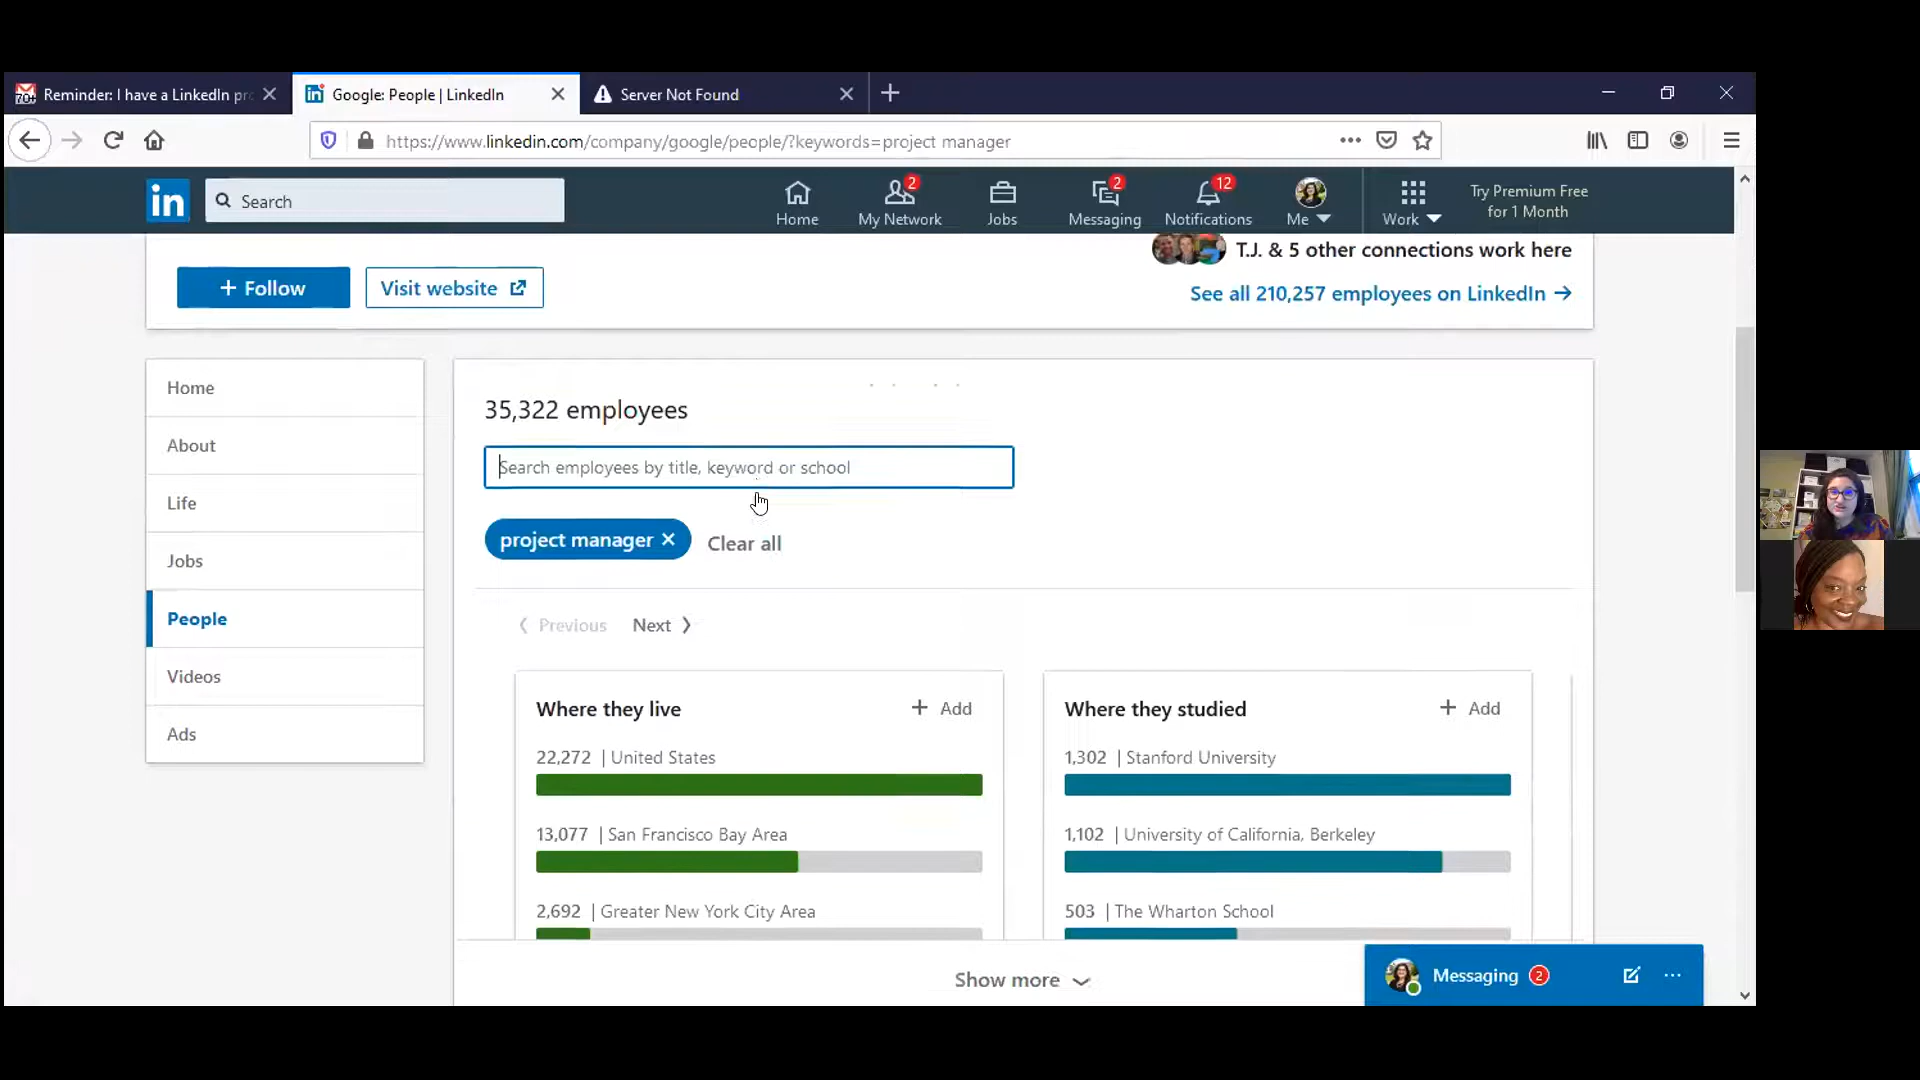 Reminder: I have a LinkedIn pr
Google: People | LinkedIn
Server Not Found
https://www.linkedin.com/company/google/people/?keywords=project manager
in
Search
Home
2
My Network
Jobs
2
Messaging
12
Notifications
Me
Work
Try Premium Free
for 1 Month
T.J. & 5 other connections work here
+ Follow
Visit website
See all 210,257 employees on LinkedIn →
Home
About
Life
Jobs
People
Videos
Ads
35,322 employees
Search employees by title, keyword or school
project manager ×
Clear all
Previous
Next
Where they live
+ Add
22,272 | United States
13,077 | San Francisco Bay Area
2,692 | Greater New York City Area
Where they studied
+ Add
1,302 | Stanford University
1,102 | University of California, Berkeley
503 | The Wharton School
Show more
Messaging 2